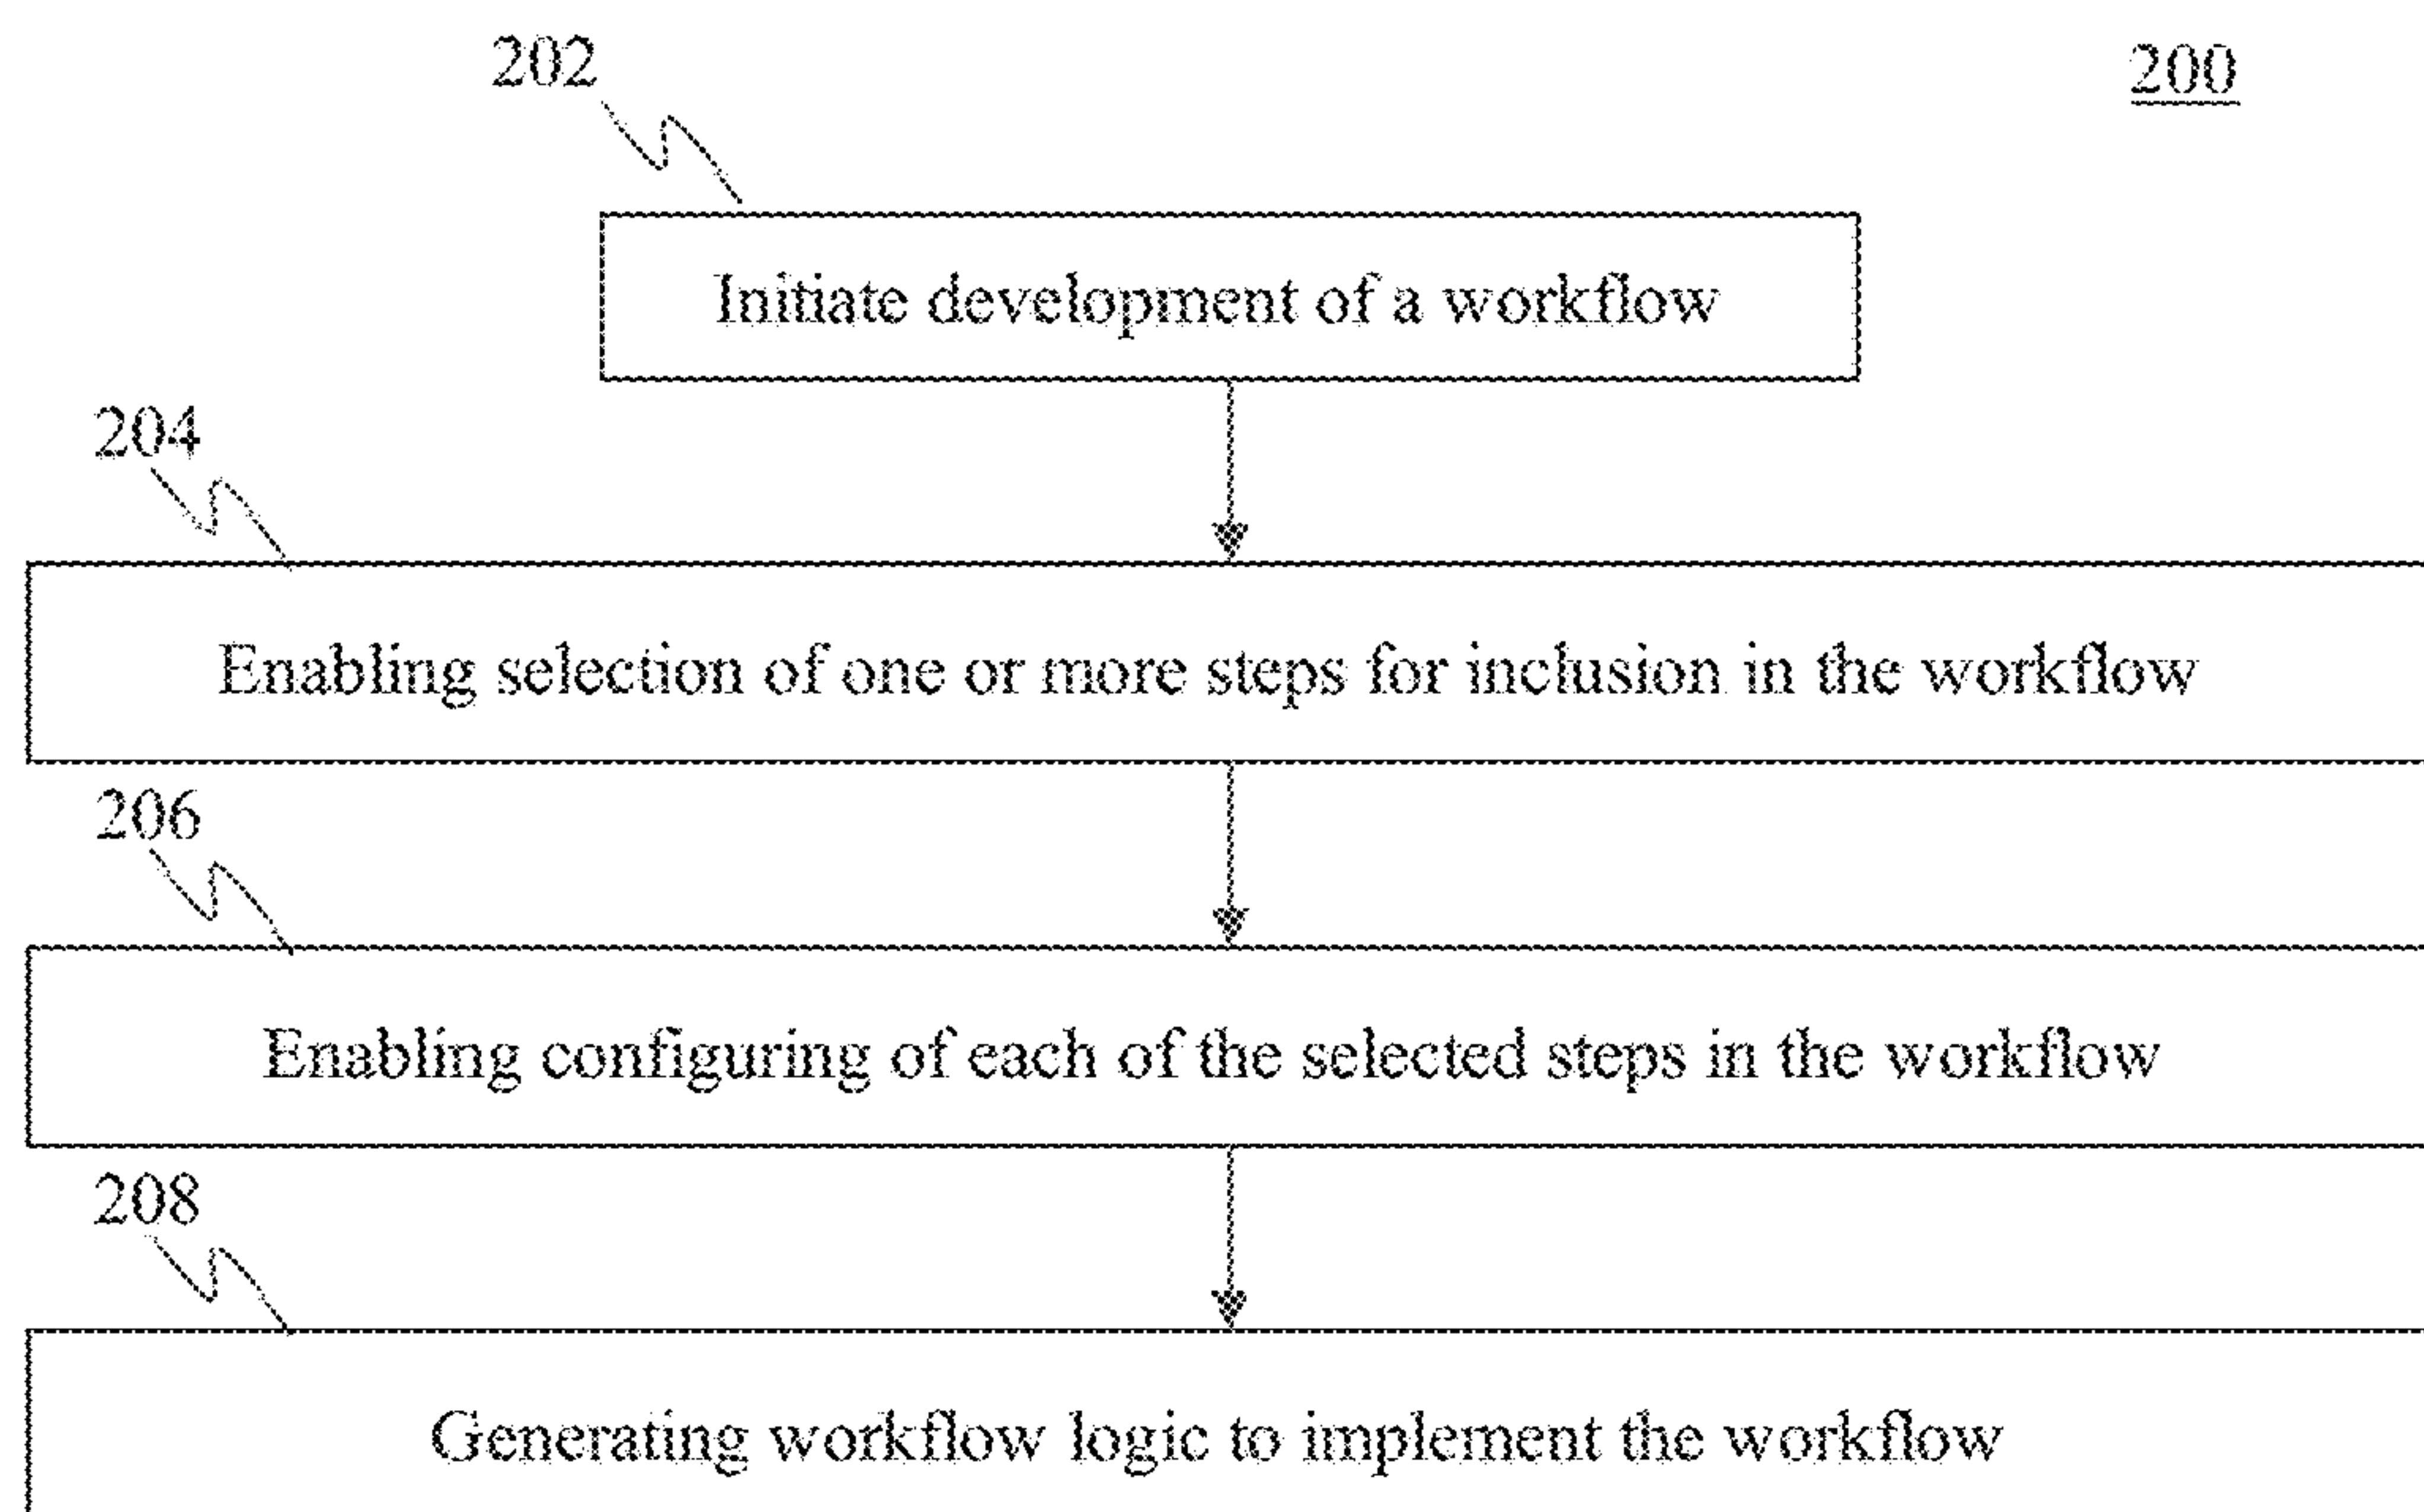 202
200
Initiate development of a workflow
204
Enabling selection of one or more steps for inclusion in the workflow
206
Enabling configuring of each of the selected steps in the workflow
208
Generating workflow logic to implement the workflow